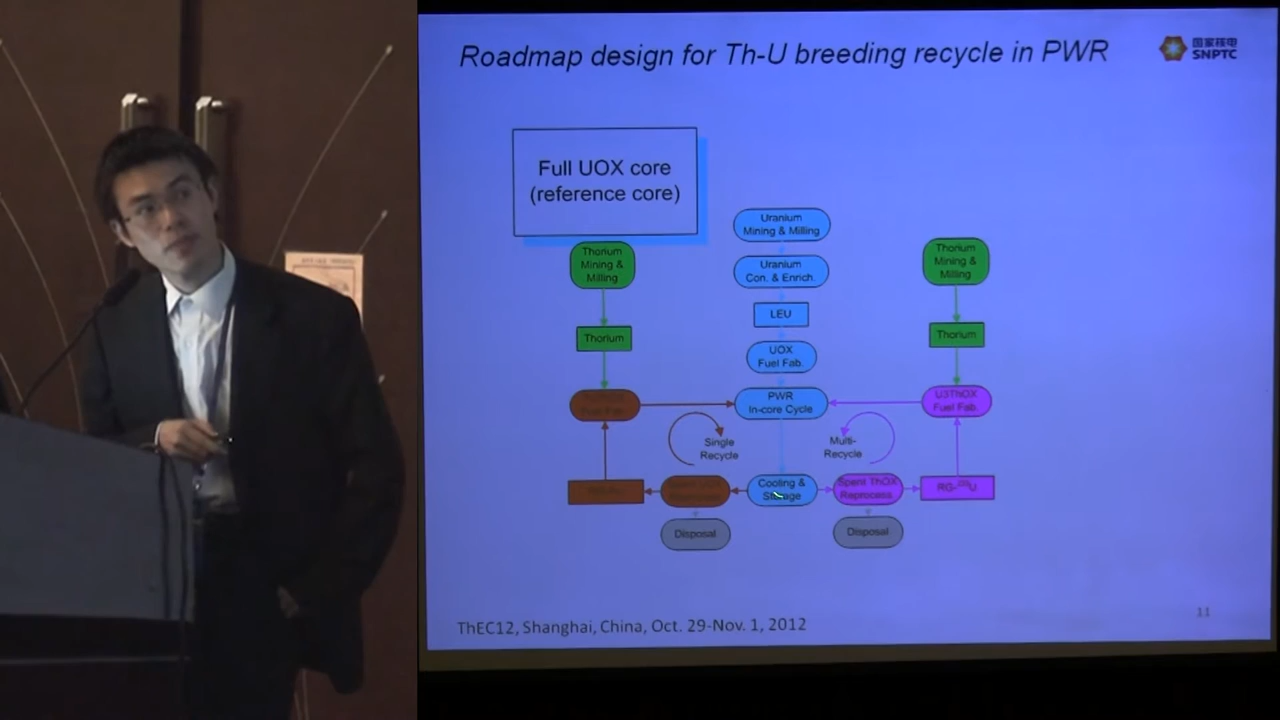 Roadmap design for Th-U breeding recycle in PWR
国家核电
SNPTC
Full UOX core
(reference core)
Uranium
Mining & Milling
Thorium
Mining &
Milling
Thorium
Mining &
Milling
Uranium
Con. & Enrich.
LEU
Thorium
Thorium
UOX
Fuel Fab.
PWR
In-core Cycle
U3ThOX
Fuel Fab.
Single
Recycle
Multi-
Recycle
Cooling &
Storage
Spent ThOX
Reprocess.
RG-²³³U
Disposal
Disposal
11
ThEC12, Shanghai, China, Oct. 29-Nov. 1, 2012